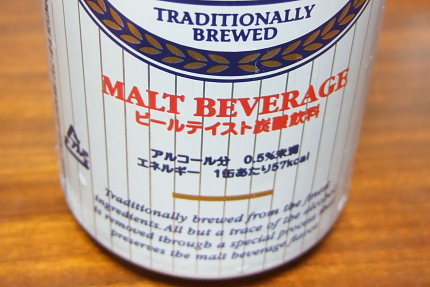 TRADITIONALLY
BREWED
MALT BEVERAGE
ビールテイスト炭酸飲料
アルコール分 0.5%未満
エネルギー 1缶あたり57kcal
Traditionally brewed from the finest
ingredients. All but a trace of the alcohol
is removed through a special process that
preserves the malt beverage flavor.